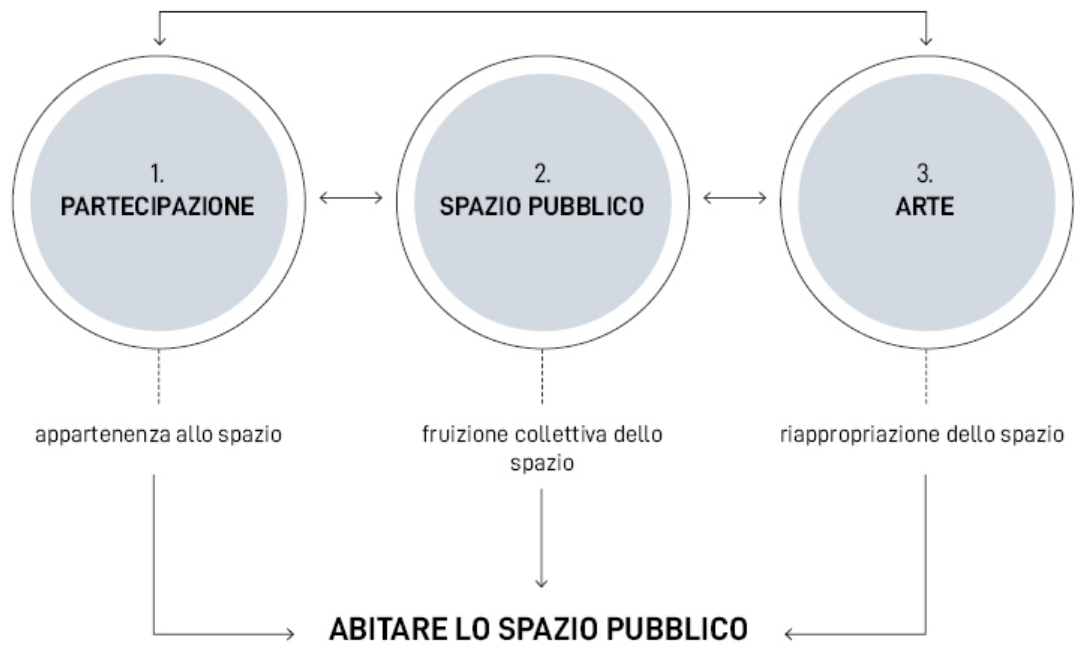 1.
PARTECIPAZIONE
2.
SPAZIO PUBBLICO
3.
ARTE
appartenenza allo spazio
fruizione collettiva dello
spazio
riappropriazione dello spazio
ABITARE LO SPAZIO PUBBLICO